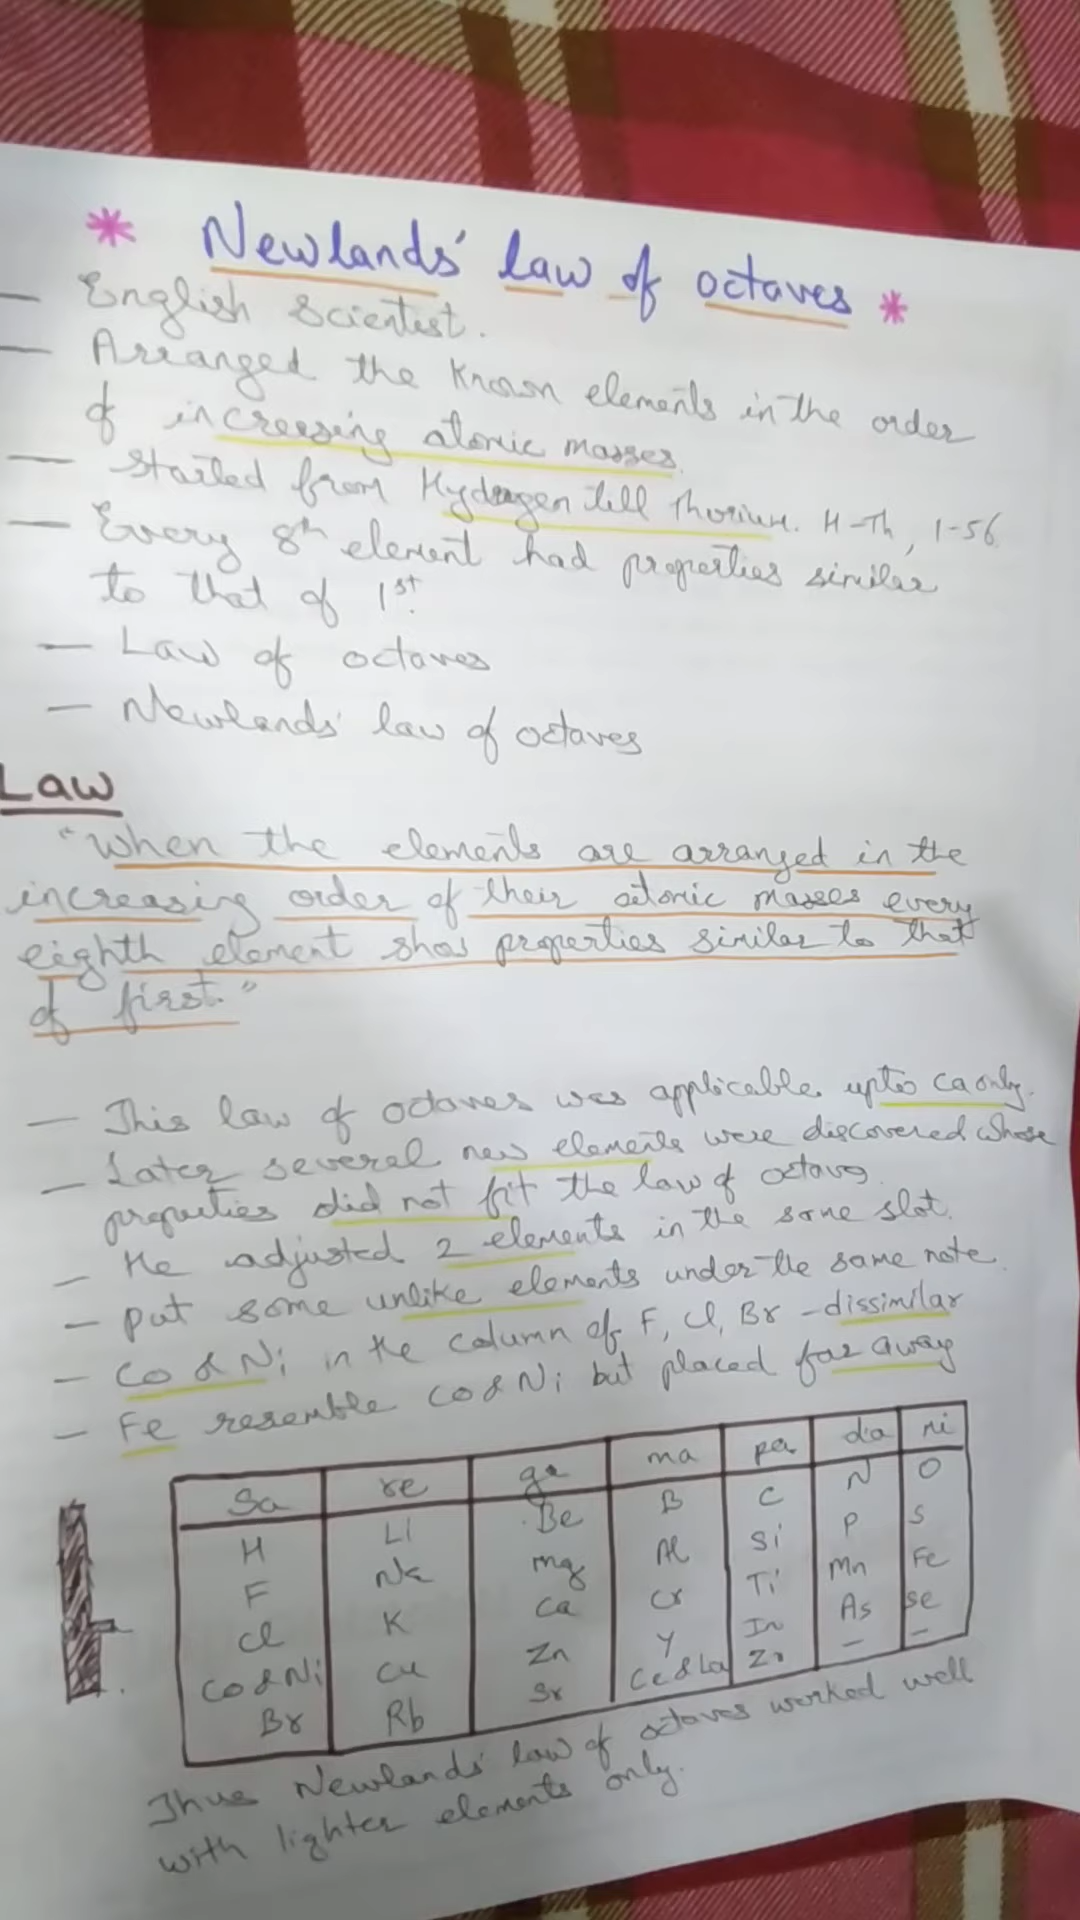 * Newlands' law of octaves *
— English Scientist.
— Arranged the known elements in the order
of increasing atomic masses.
— Started from Hydrogen till Thorium. H-Th, 1-56
— Every 8th element had properties similar
to that of 1st.
— Law of octaves
— Newlands' law of octaves
Law
"When the elements are arranged in the
increasing order of their atomic masses every
eighth element show properties similar to that
of first."
— This law of octaves was applicable upto Ca only.
— Later several new elements were discovered whose
properties did not fit the law of octavs
— He adjusted 2 elements in the same slot.
— put some unlike elements under the same note.
— Co & Ni in the column of F, Cl, Br - dissimilar
— Fe resemble Co & Ni but placed far away
Sa re ga ma pa da ni
H Li Be B C N O
F Na Mg Al Si P S
Cl K Ca Cr Ti Mn Fe
Co & Ni Cu Zn Y In As Se
Br Rb Sr Ce & La Zr — —
Thus Newlands' law of octaves worked well
with lighter elements only.